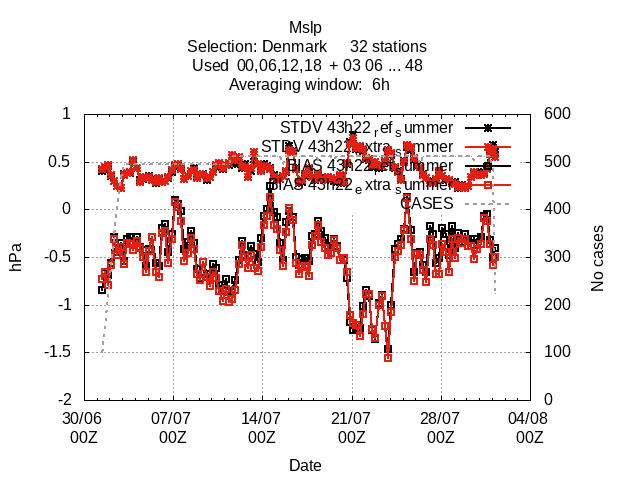 Mslp
Selection: Denmark 32 stations
Used 00,06,12,18 + 03 06 ... 48
Averaging window: 6h
1 600
STDV 43h22_ref_summer
STDV 43h22_extra_summer
0.5 500
BIAS 43h22_ref_summer
BIAS 43h22_extra_summer
CASES
0 400
-0.5 300
hPa
No cases
-1 200
-1.5 100
-2 0
30/06 07/07 14/07 21/07 28/07 04/08
00Z 00Z 00Z 00Z 00Z 00Z
Date